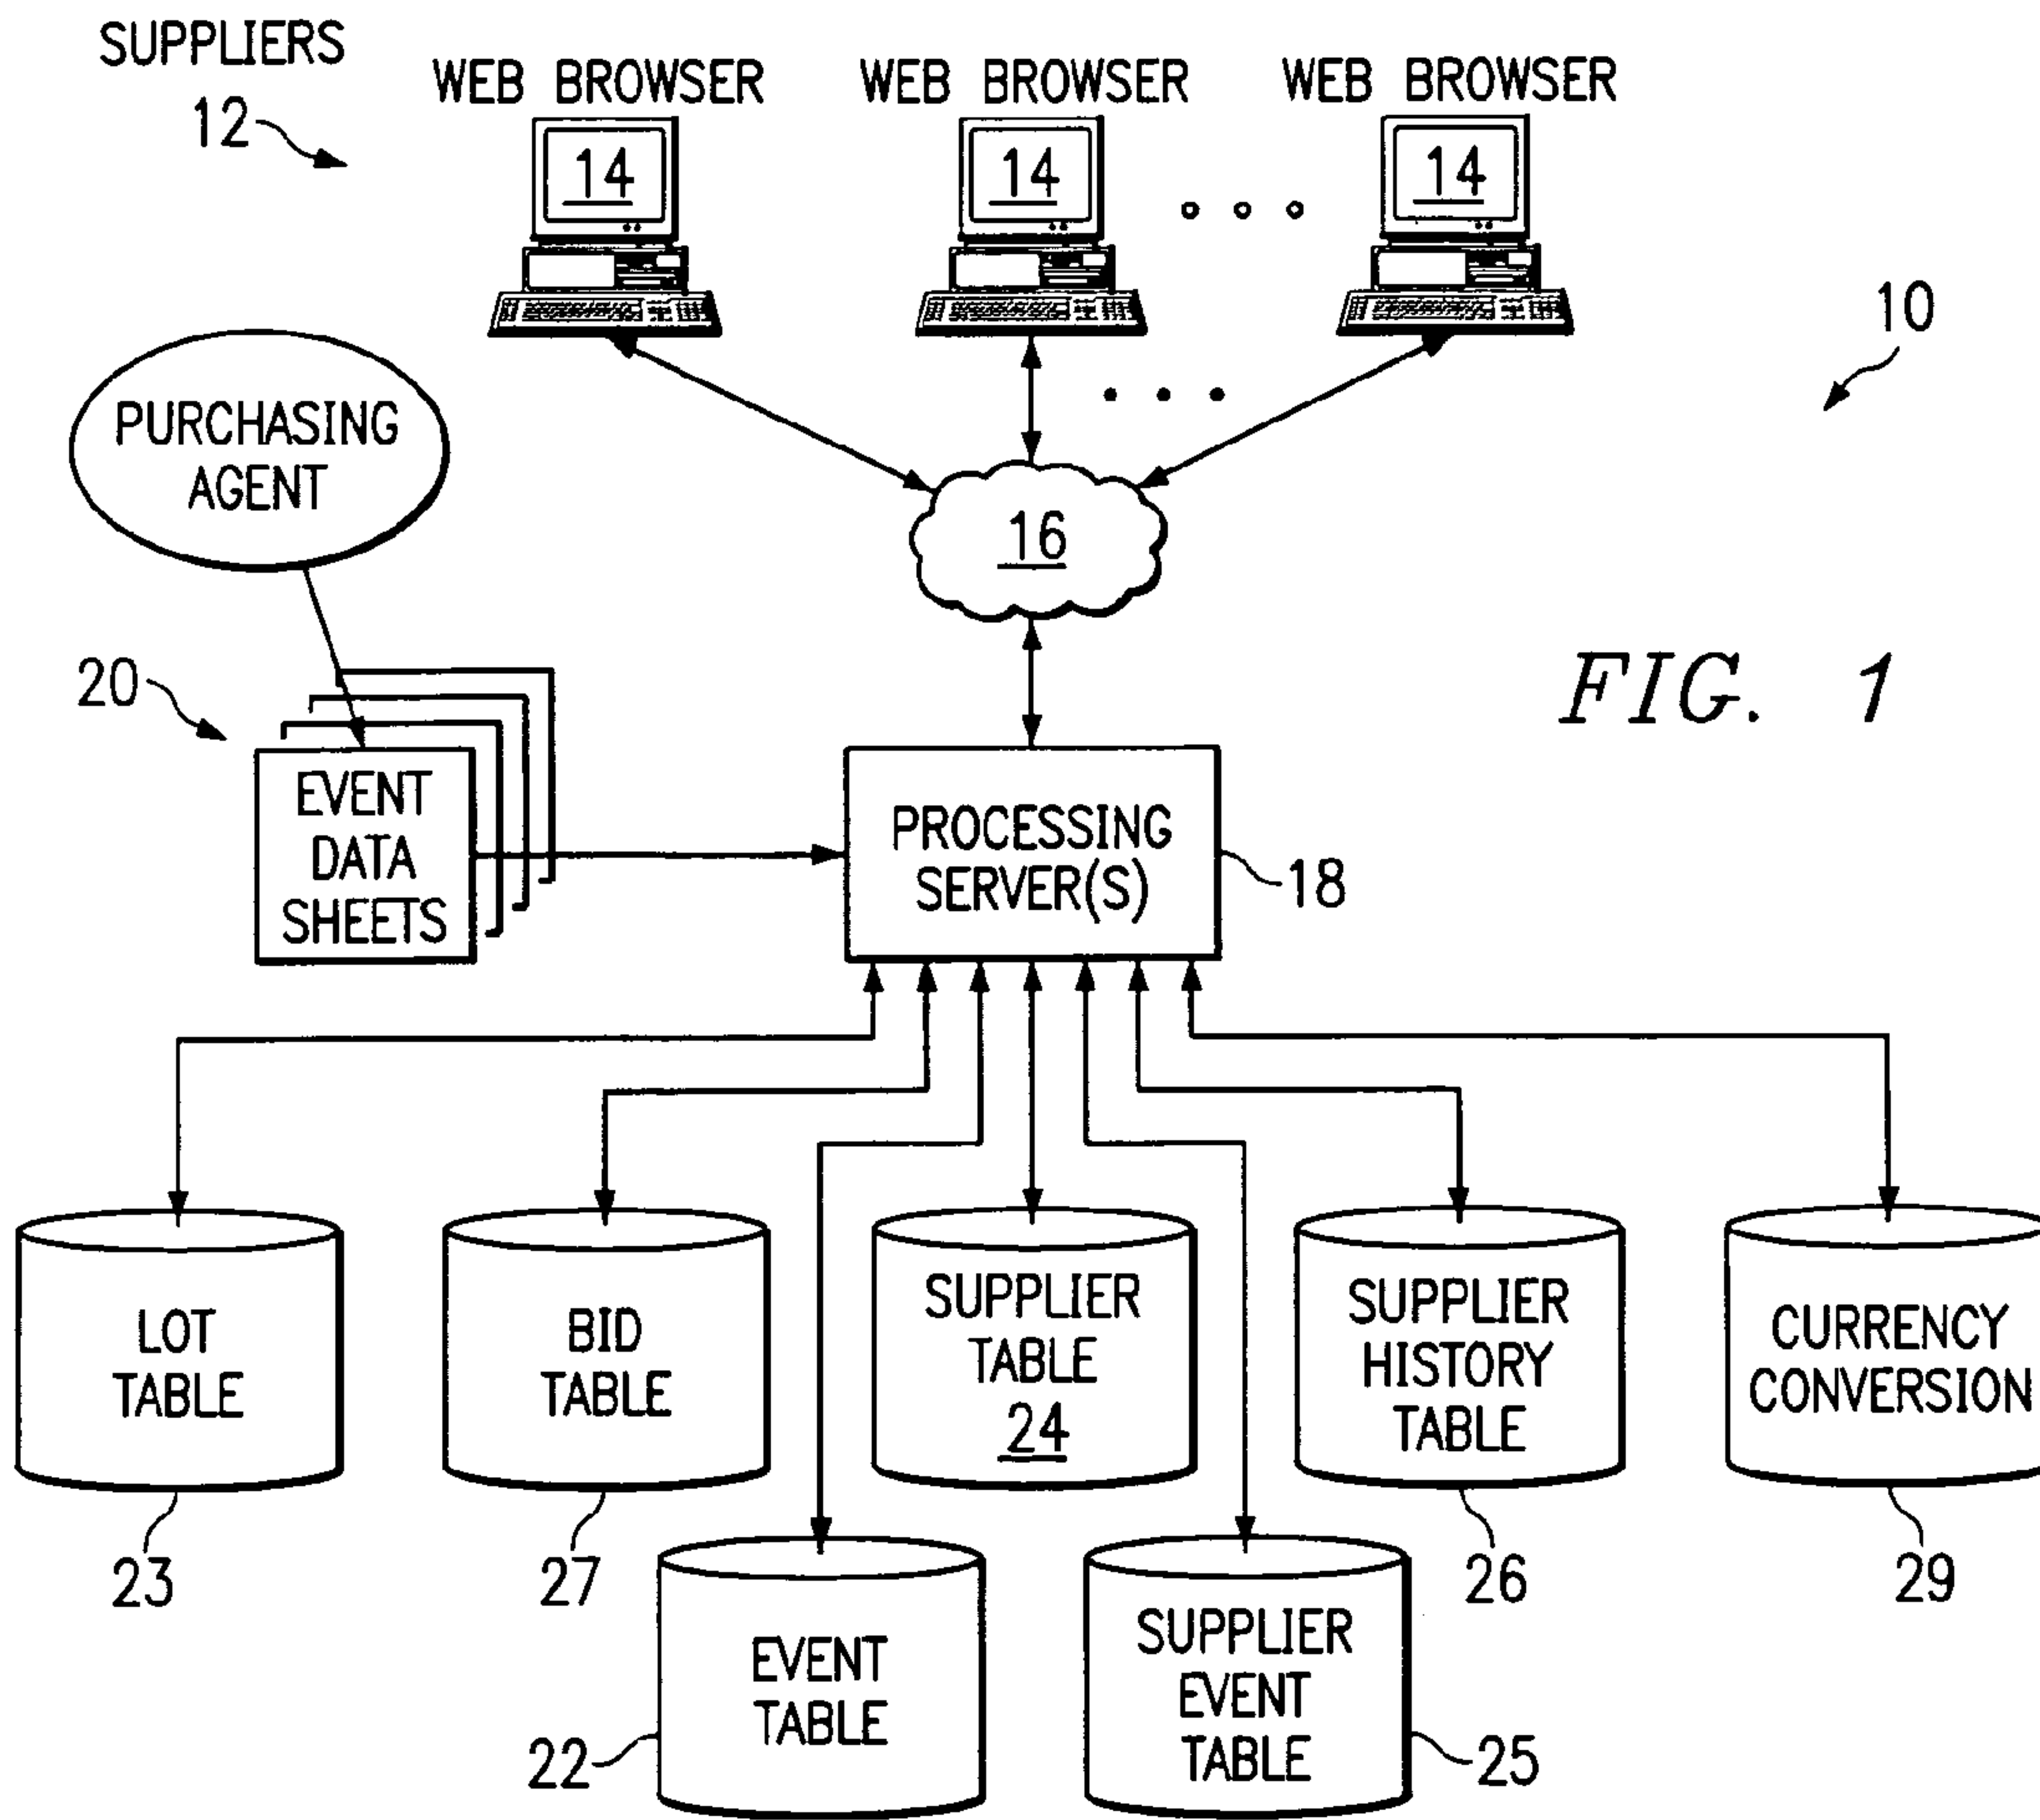 SUPPLIERS
12
WEB BROWSER
WEB BROWSER
WEB BROWSER
14
14
14
10
PURCHASING
AGENT
16
FIG. 1
20
EVENT
DATA
SHEETS
PROCESSING
SERVER(S)
18
LOT
TABLE
23
BID
TABLE
27
SUPPLIER
TABLE
24
SUPPLIER
HISTORY
TABLE
26
CURRENCY
CONVERSION
29
EVENT
TABLE
22
SUPPLIER
EVENT
TABLE
25